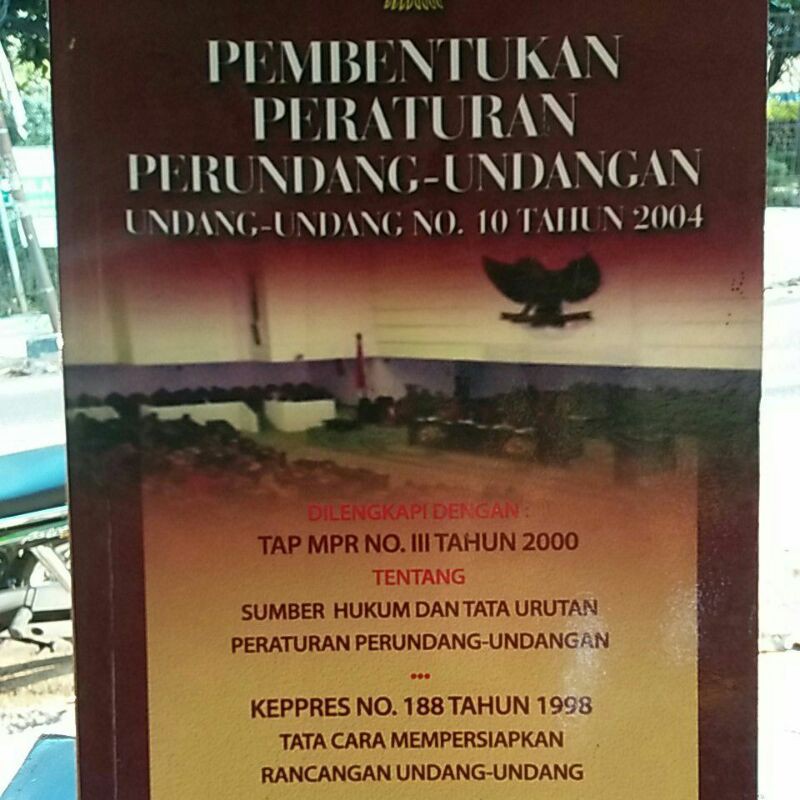 PEMBENTUKAN
PERATURAN
PERUNDANG-UNDANGAN
UNDANG-UNDANG NO. 10 TAHUN 2004
DILENGKAPI DENGAN :
TAP MPR NO. III TAHUN 2000
TENTANG
SUMBER HUKUM DAN TATA URUTAN
PERATURAN PERUNDANG-UNDANGAN
...
KEPPRES NO. 188 TAHUN 1998
TATA CARA MEMPERSIAPKAN
RANCANGAN UNDANG-UNDANG